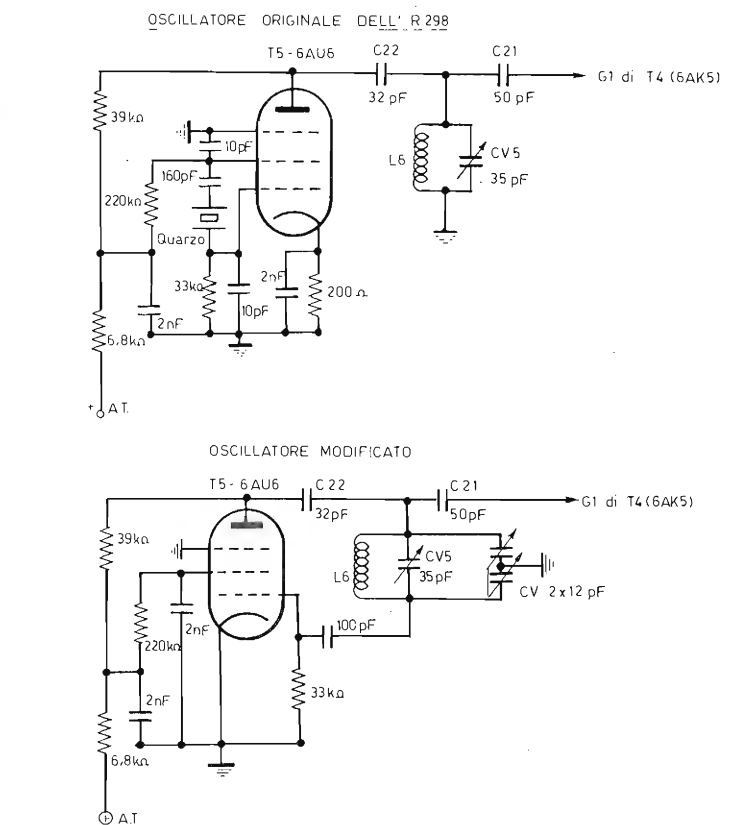 OSCILLATORE ORIGINALE DELL' R 298
T5-6AU6
C22
C21
32 pF
50 pF
G1 di T4 (6AK5)
39kΩ
10pF
L6
CV5
35 pF
160pF
220kΩ
Quarzo
33kΩ
2nF
200Ω
10pF
2nF
6,8kΩ
+ A.T.
OSCILLATORE MODIFICATO
T5-6AU6
C22
C21
32pF
50pF
G1 di T4(6AK5)
39kΩ
L6
CV5
35pF
CV 2x12 pF
2nF
100pF
220kΩ
33kΩ
2nF
6,8kΩ
+ A.T